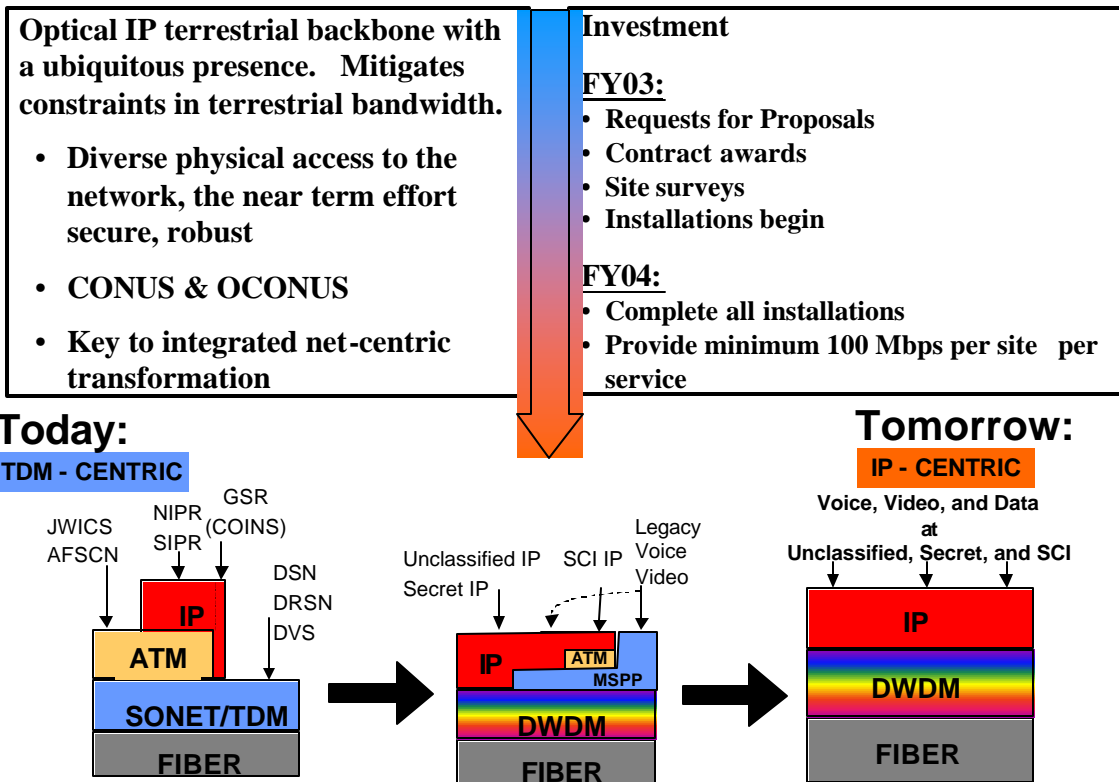 Optical IP terrestrial backbone with
a ubiquitous presence. Mitigates
constraints in terrestrial bandwidth.
• Diverse physical access to the
network, the near term effort
secure, robust
• CONUS & OCONUS
• Key to integrated net-centric
transformation
Investment
FY03:
• Requests for Proposals
• Contract awards
• Site surveys
• Installations begin
FY04:
• Complete all installations
• Provide minimum 100 Mbps per site per
service
Today:
TDM - CENTRIC
JWICS
AFSCN
NIPR
SIPR
GSR
(COINS)
DSN
DRSN
DVS
IP
ATM
SONET/TDM
FIBER
Unclassified IP
Secret IP
SCI IP
Legacy
Voice
Video
IP
ATM
MSPP
DWDM
FIBER
Tomorrow:
IP - CENTRIC
Voice, Video, and Data
at
Unclassified, Secret, and SCI
IP
DWDM
FIBER